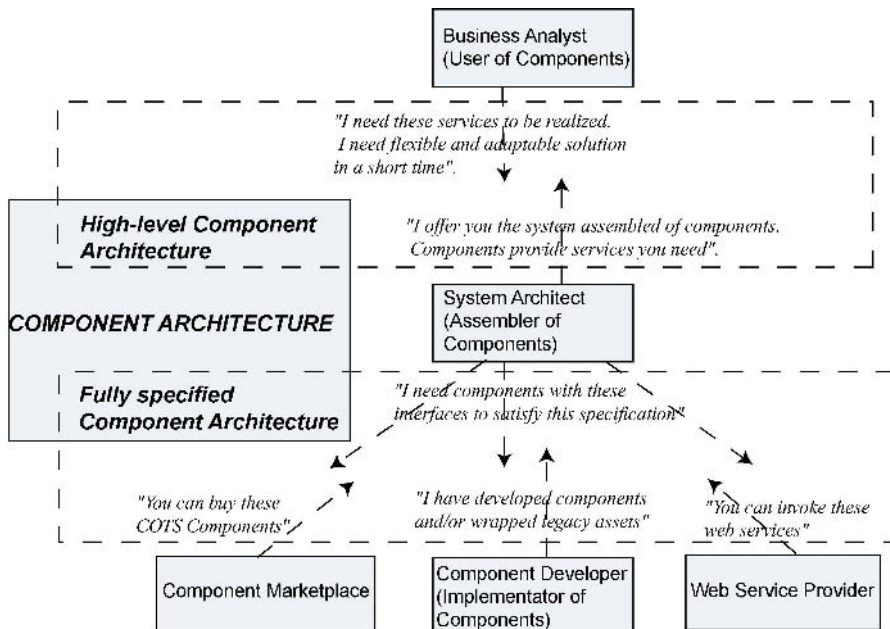 Business Analyst
(User of Components)
"I need these services to be realized.
I need flexible and adaptable solution
in a short time".
High-level Component
Architecture
"I offer you the system assembled of components.
Components provide services you need".
System Architect
(Assembler of
Components)
COMPONENT ARCHITECTURE
Fully specified
Component Architecture
"I need components with these
interfaces to satisfy this specification"
"You can buy these
COTS Components"
"I have developed components
and/or wrapped legacy assets"
"You can invoke these
web services"
Component Marketplace
Component Developer
(Implementator of
Components)
Web Service Provider